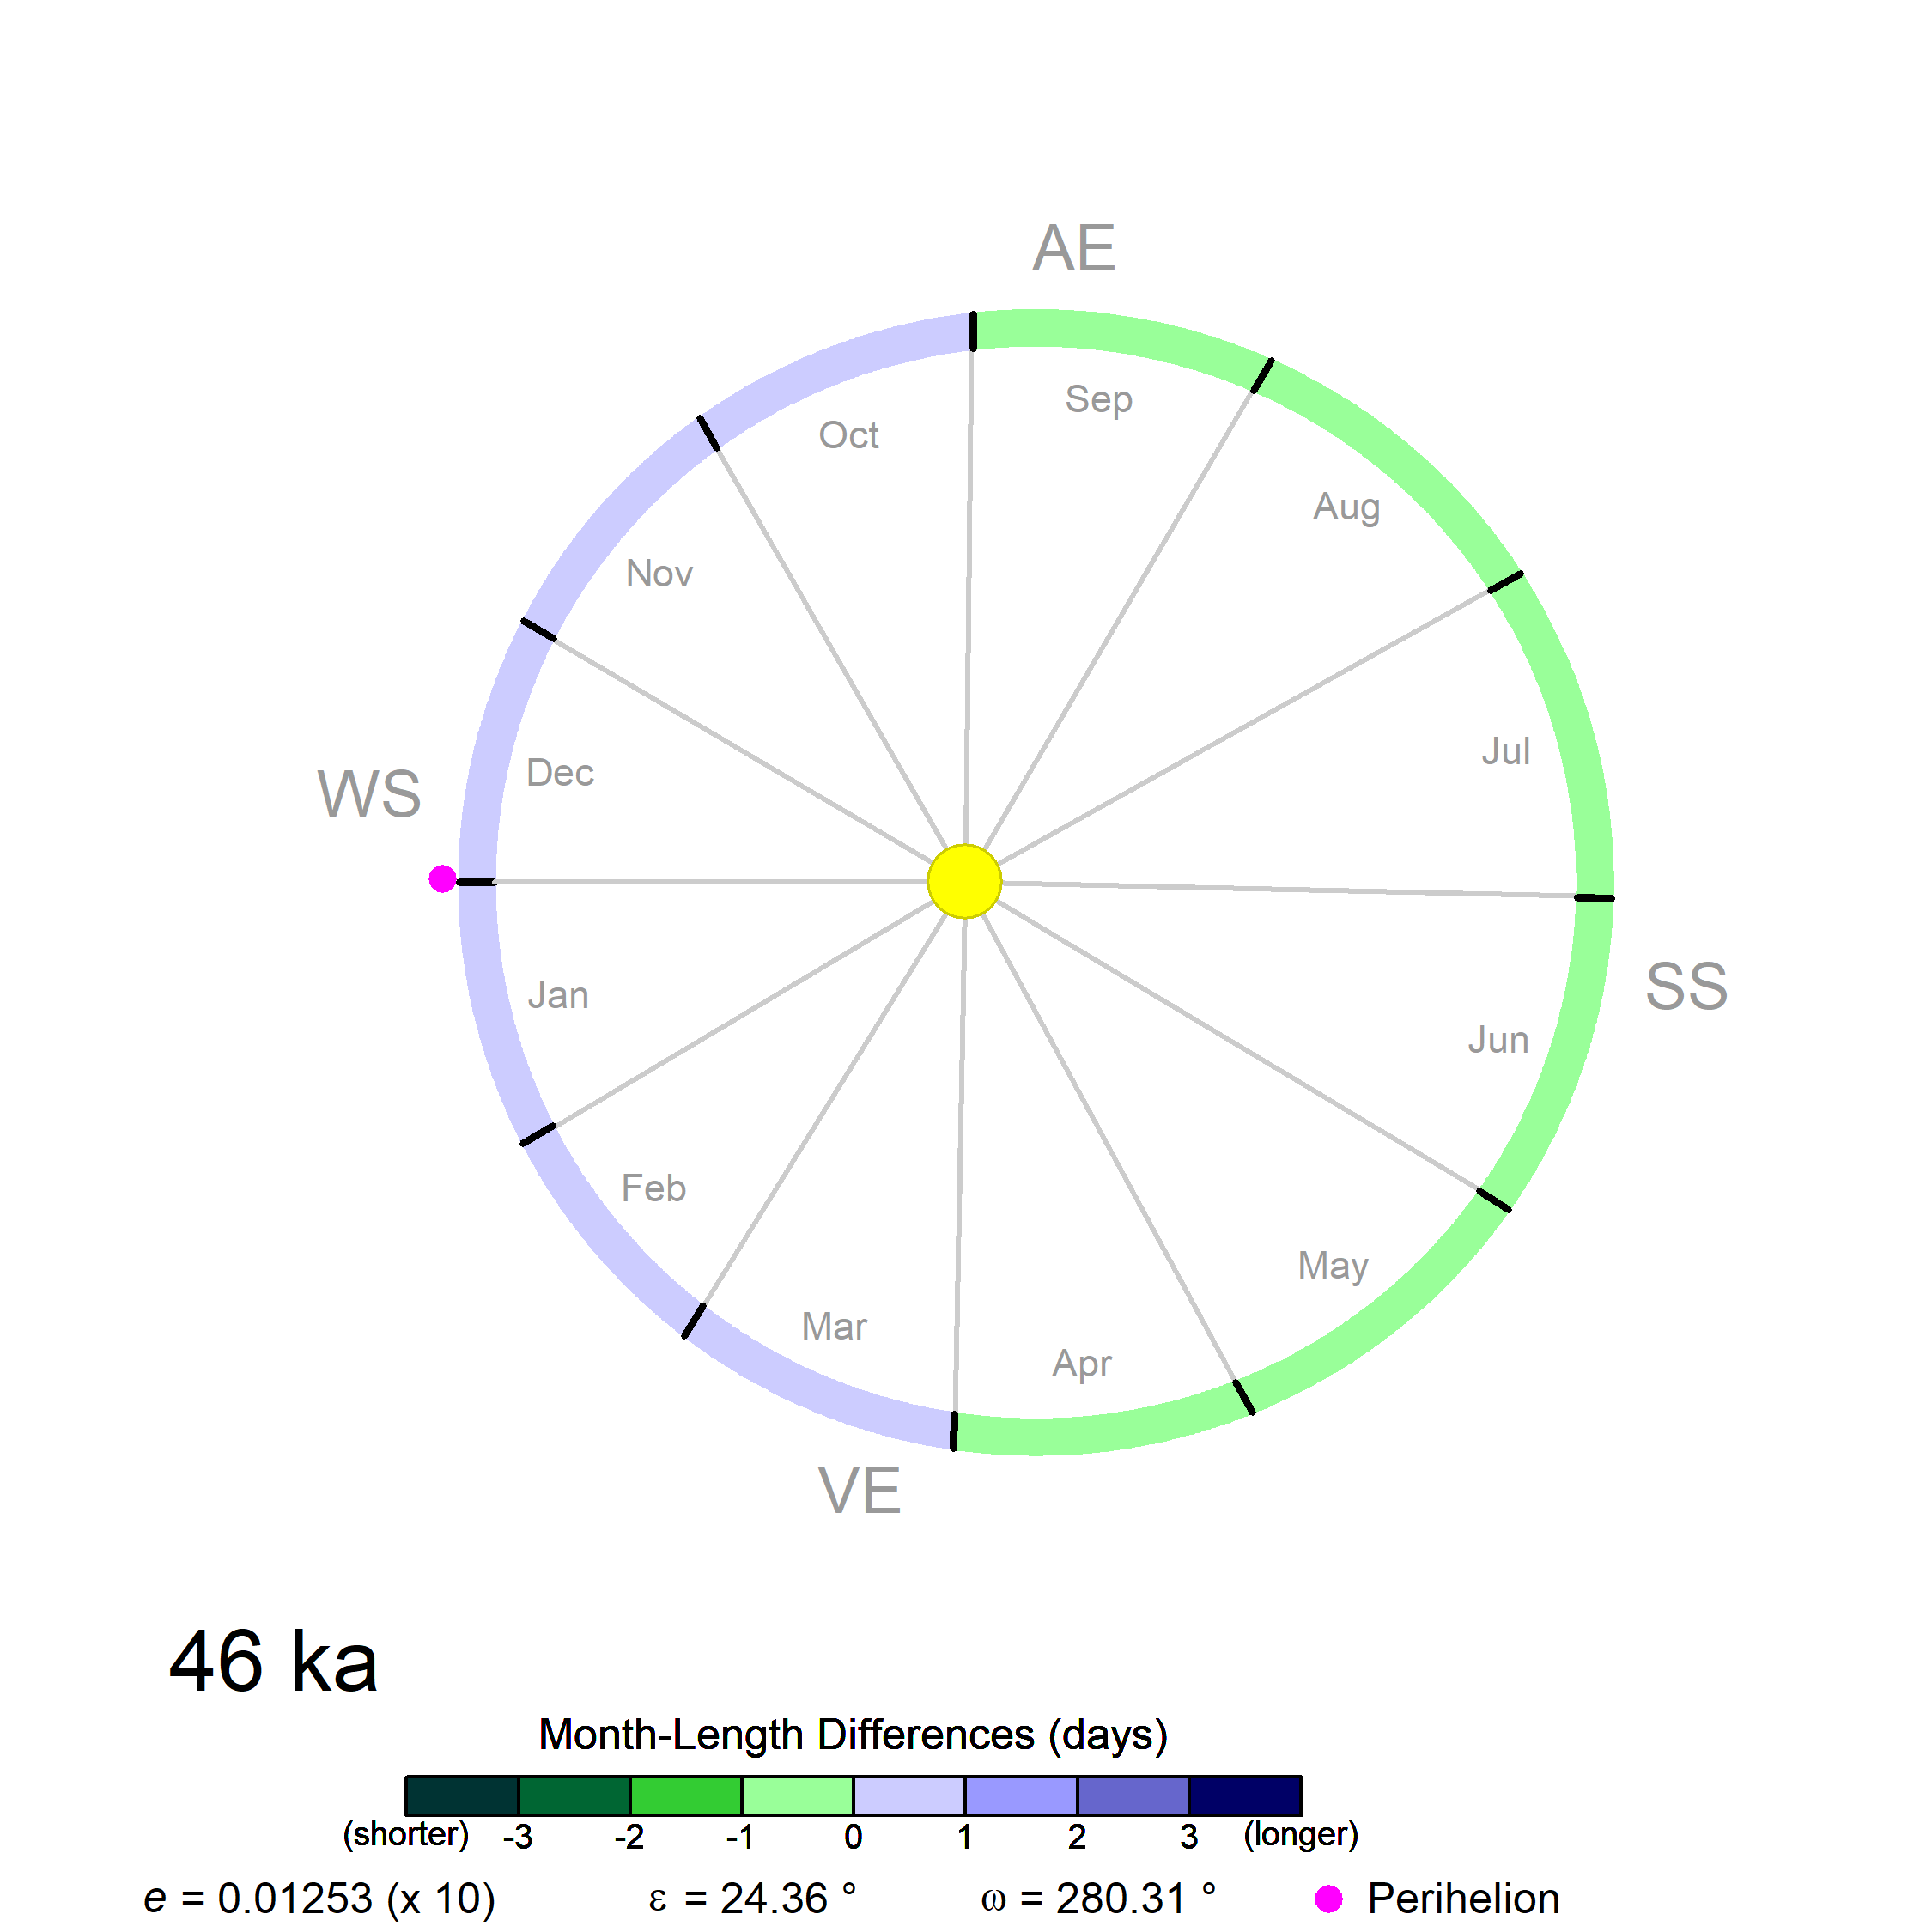 AE
Sep
Oct
Aug
Nov
Jul
WS
Dec
SS
Jan
Jun
Feb
May
Mar
Apr
VE
46 ka
Month-Length Differences (days)
(shorter) -3 -2 -1 0 1 2 3 (longer)
e = 0.01253 (x 10) ε = 24.36 ° ω = 280.31 ° Perihelion